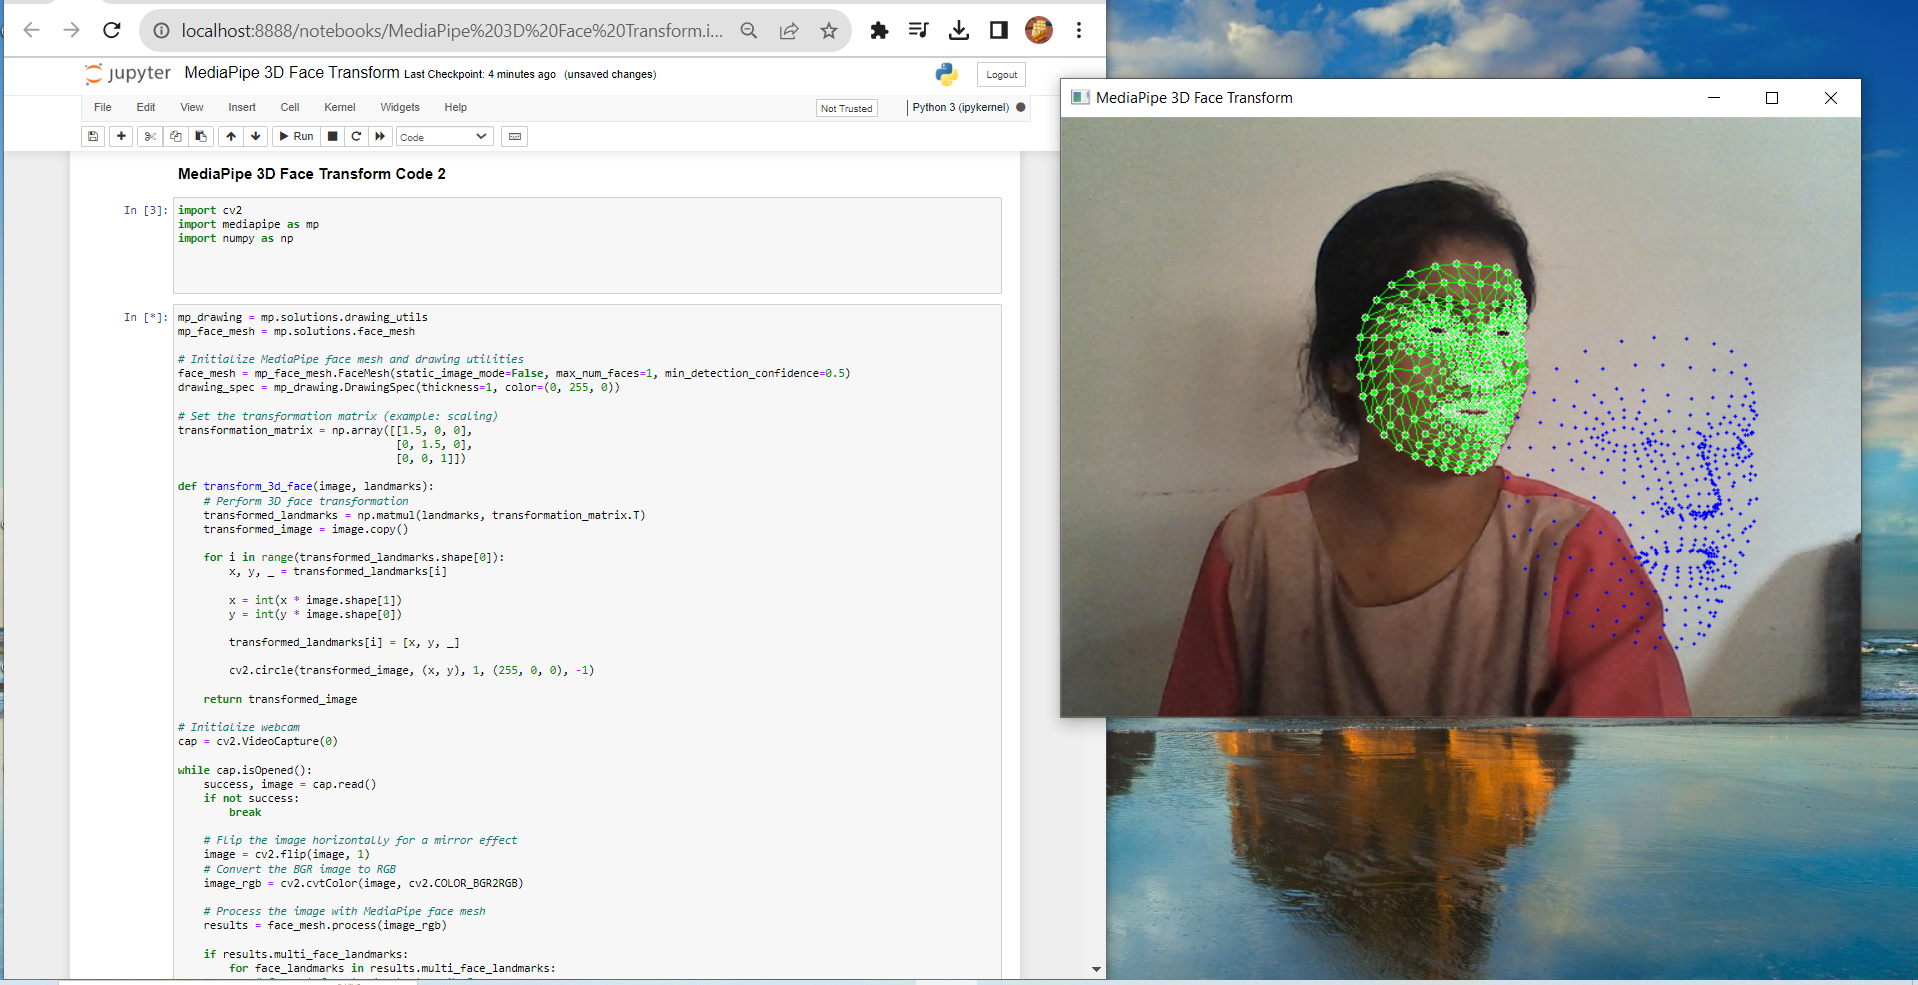 localhost:8888/notebooks/MediaPipe%203D%20Face%20Transform.i...
jupyter MediaPipe 3D Face Transform Last Checkpoint: 4 minutes ago (unsaved changes)
Logout
File Edit View Insert Cell Kernel Widgets Help
Not Trusted
Python 3 (ipykernel)
Run
Code
MediaPipe 3D Face Transform Code 2
In [3]: import cv2
import mediapipe as mp
import numpy as np
In [*]: mp_drawing = mp.solutions.drawing_utils
mp_face_mesh = mp.solutions.face_mesh
# Initialize MediaPipe face mesh and drawing utilities
face_mesh = mp_face_mesh.FaceMesh(static_image_mode=False, max_num_faces=1, min_detection_confidence=0.5)
drawing_spec = mp_drawing.DrawingSpec(thickness=1, color=(0, 255, 0))
# Set the transformation matrix (example: scaling)
transformation_matrix = np.array([[1.5, 0, 0],
[0, 1.5, 0],
[0, 0, 1]])
def transform_3d_face(image, landmarks):
# Perform 3D face transformation
transformed_landmarks = np.matmul(landmarks, transformation_matrix.T)
transformed_image = image.copy()
for i in range(transformed_landmarks.shape[0]):
x, y, _ = transformed_landmarks[i]
x = int(x * image.shape[1])
y = int(y * image.shape[0])
transformed_landmarks[i] = [x, y, _]
cv2.circle(transformed_image, (x, y), 1, (255, 0, 0), -1)
return transformed_image
# Initialize webcam
cap = cv2.VideoCapture(0)
while cap.isOpened():
success, image = cap.read()
if not success:
break
# Flip the image horizontally for a mirror effect
image = cv2.flip(image, 1)
# Convert the BGR image to RGB
image_rgb = cv2.cvtColor(image, cv2.COLOR_BGR2RGB)
# Process the image with MediaPipe face mesh
results = face_mesh.process(image_rgb)
if results.multi_face_landmarks:
for face_landmarks in results.multi_face_landmarks:
MediaPipe 3D Face Transform